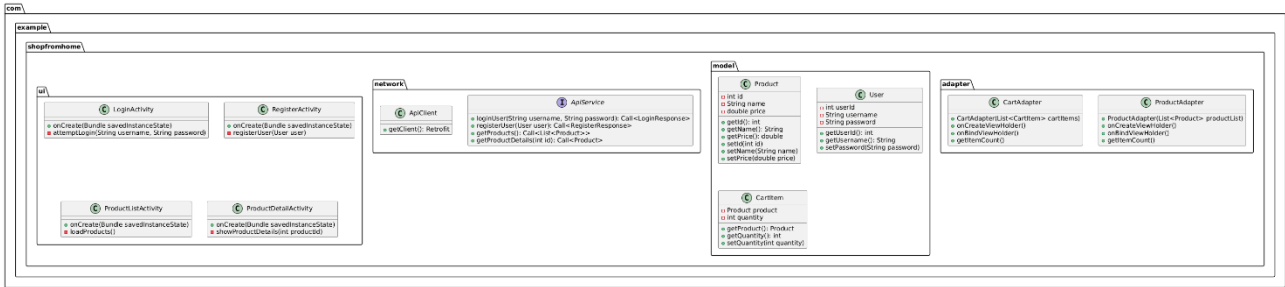 com
example
shopfromhome
ui
C LoginActivity
onCreate(Bundle savedInstanceState)
attemptLogin(String username, String password)
C RegisterActivity
onCreate(Bundle savedInstanceState)
registerUser(User user)
C ProductListActivity
onCreate(Bundle savedInstanceState)
loadProducts()
C ProductDetailActivity
onCreate(Bundle savedInstanceState)
showProductDetails(int productId)
network
C ApiClient
getClient(): Retrofit
I ApiService
loginUser(String username, String password): Call<LoginResponse>
registerUser(User user): Call<RegisterResponse>
getProducts(): Call<List<Product>>
getProductDetails(int id): Call<Product>
model
C Product
int id
String name
double price
getId(): int
getName(): String
getPrice(): double
setId(int id)
setName(String name)
setPrice(double price)
C User
int userId
String username
String password
getUserId(): int
getUsername(): String
setPassword(String password)
C CartItem
Product product
int quantity
getProduct(): Product
getQuantity(): int
setQuantity(int quantity)
adapter
C CartAdapter
CartAdapter(List<CartItem> cartItems)
onCreateViewHolder()
onBindViewHolder()
getItemCount()
C ProductAdapter
ProductAdapter(List<Product> productList)
onCreateViewHolder()
onBindViewHolder()
getItemCount()